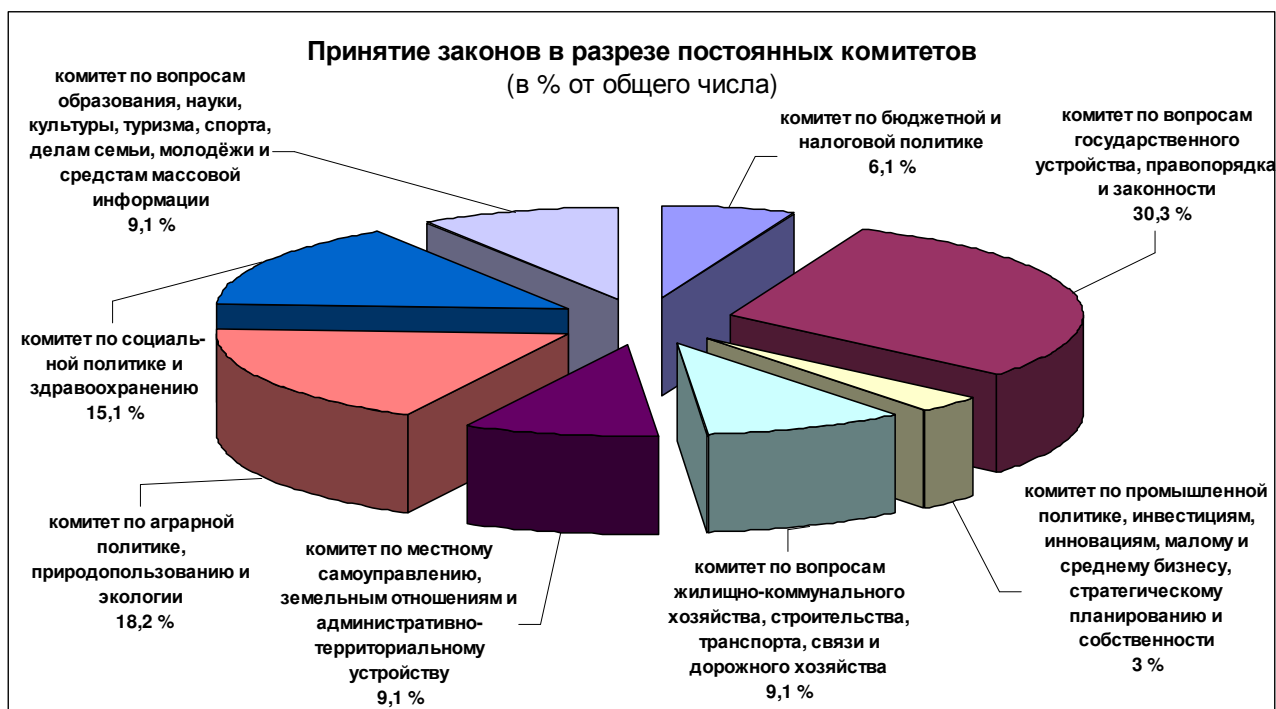 Принятие законов в разрезе постоянных комитетов
(в % от общего числа)
комитет по вопросам
образования, науки,
культуры, туризма, спорта,
делам семьи, молодёжи и
средстам массовой
информации
9,1 %
комитет по бюджетной и
налоговой политике
6,1 %
комитет по вопросам
государственного
устройства, правопорядка
и законности
30,3 %
комитет по социаль-
ной политике и
здравоохранению
15,1 %
комитет по аграрной
политике,
природопользованию и
экологии
18,2 %
комитет по местному
самоуправлению,
земельным отношениям и
административно-
территориальному
устройству
9,1 %
комитет по вопросам
жилищно-коммунального
хозяйства, строительства,
транспорта, связи и
дорожного хозяйства
9,1 %
комитет по промышленной
политике, инвестициям,
инновациям, малому и
среднему бизнесу,
стратегическому
планированию и
собственности
3 %